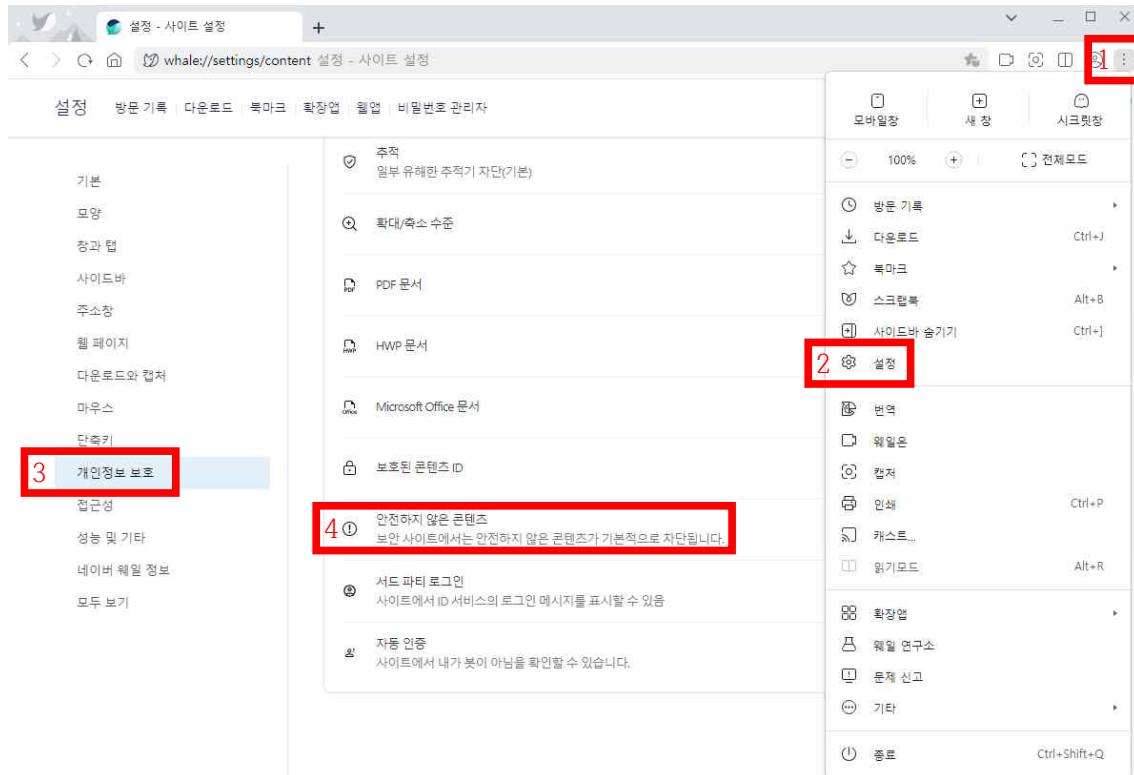 설정 - 사이트 설정
whale://settings/content 설정 - 사이트 설정
1
설정 방문 기록 다운로드 북마크 확장앱 웹앱 비밀번호 관리자
기본
모양
창과 탭
사이드바
주소창
웹 페이지
다운로드와 캡처
마우스
단축키
3 개인정보 보호
접근성
성능 및 기타
네이버 웨일 정보
모두 보기
추적
일부 유해한 추적기 차단(기본)
확대/축소 수준
PDF PDF 문서
HWP HWP 문서
Office Microsoft Office 문서
보호된 콘텐츠 ID
4 안전하지 않은 콘텐츠
보안 사이트에서는 안전하지 않은 콘텐츠가 기본적으로 차단됩니다.
서드 파티 로그인
사이트에서 ID 서비스의 로그인 메시지를 표시할 수 있음
자동 인증
사이트에서 내가 봇이 아님을 확인할 수 있습니다.
모바일창 새 창 시크릿창
100% 전체모드
방문 기록
다운로드 Ctrl+J
북마크
스크랩북 Alt+B
사이드바 숨기기 Ctrl+]
2 설정
번역
웨일온
캡처
인쇄 Ctrl+P
캐스트...
읽기모드 Alt+R
확장앱
웨일 연구소
문제 신고
기타
종료 Ctrl+Shift+Q